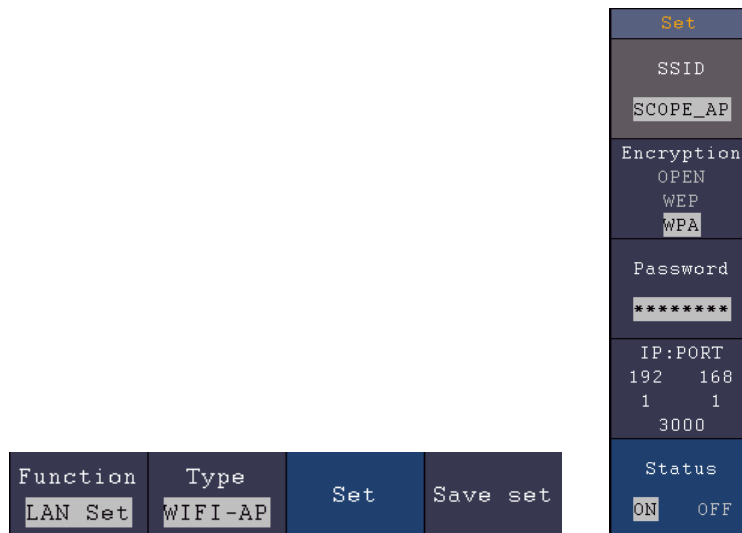 Set
SSID
SCOPE_AP
Encryption
OPEN
WEP
WPA
Password
********
IP:PORT
192 168
1 1
3000
Status
ON OFF
Function Type Set Save set
LAN Set WIFI-AP